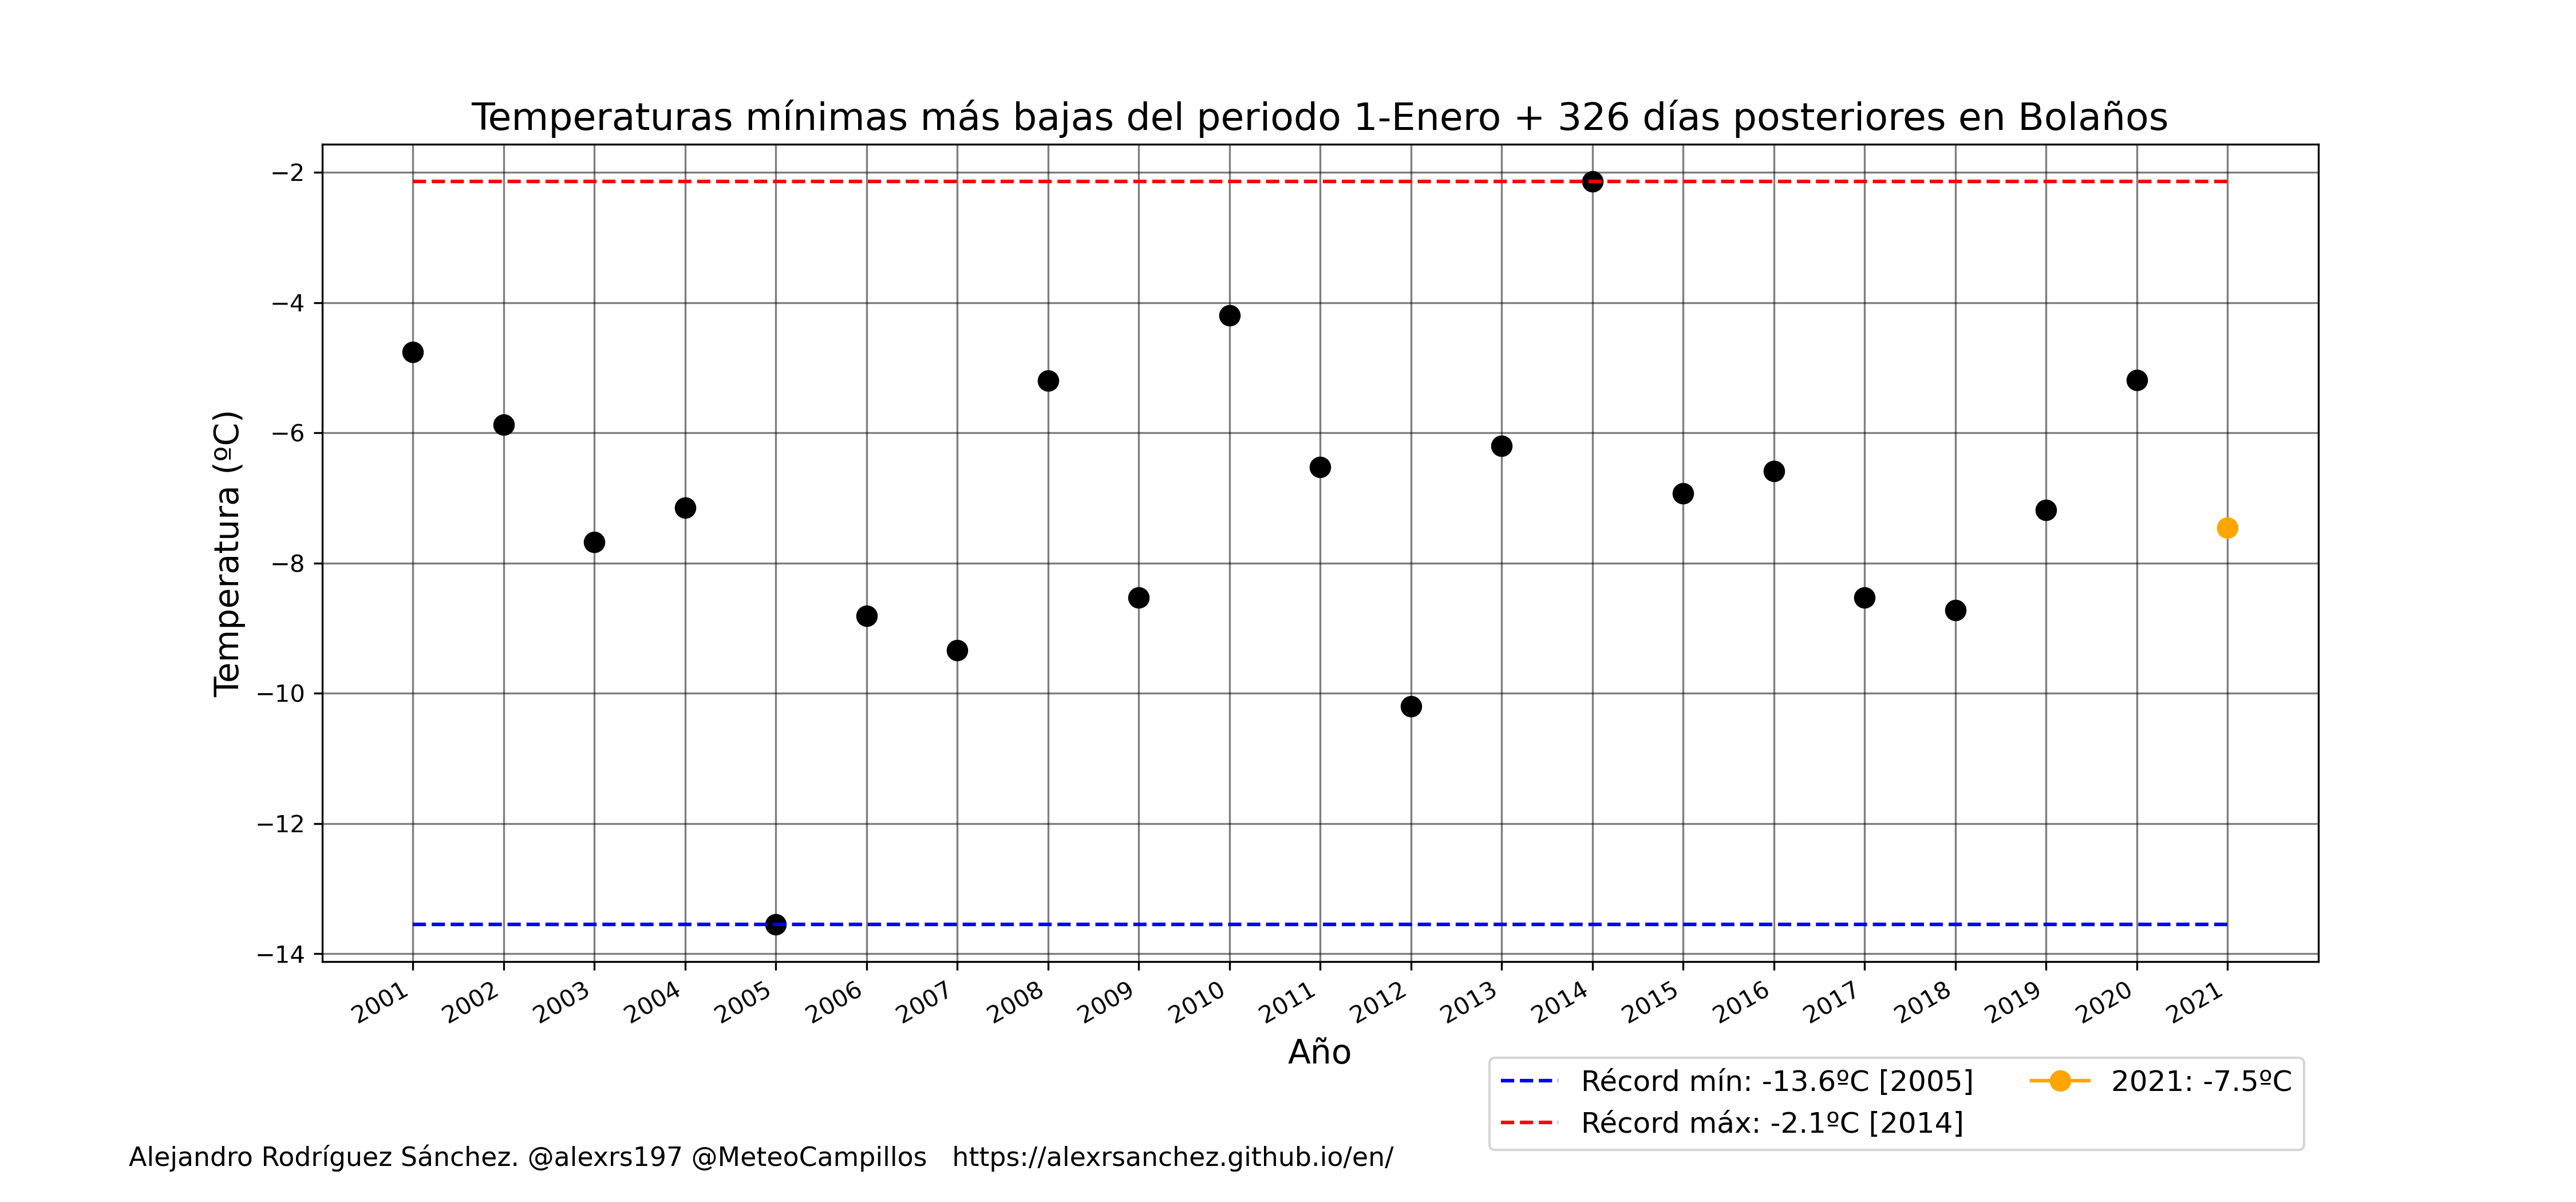 Temperaturas mínimas más bajas del periodo 1-Enero + 326 días posteriores en Bolaños
Temperatura (ºC)
−2
−4
−6
−8
−10
−12
−14
2001 2002 2003 2004 2005 2006 2007 2008 2009 2010 2011 2012 2013 2014 2015 2016 2017 2018 2019 2020 2021
Año
Récord mín: -13.6ºC [2005]
Récord máx: -2.1ºC [2014]
2021: -7.5ºC
Alejandro Rodríguez Sánchez. @alexrs197 @MeteoCampillos https://alexrsanchez.github.io/en/